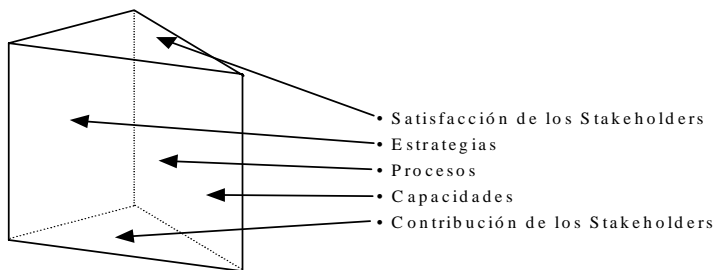 • Satisfacción de los Stakeholders
• Estrategias
• Procesos
• Capacidades
• Contribución de los Stakeholders